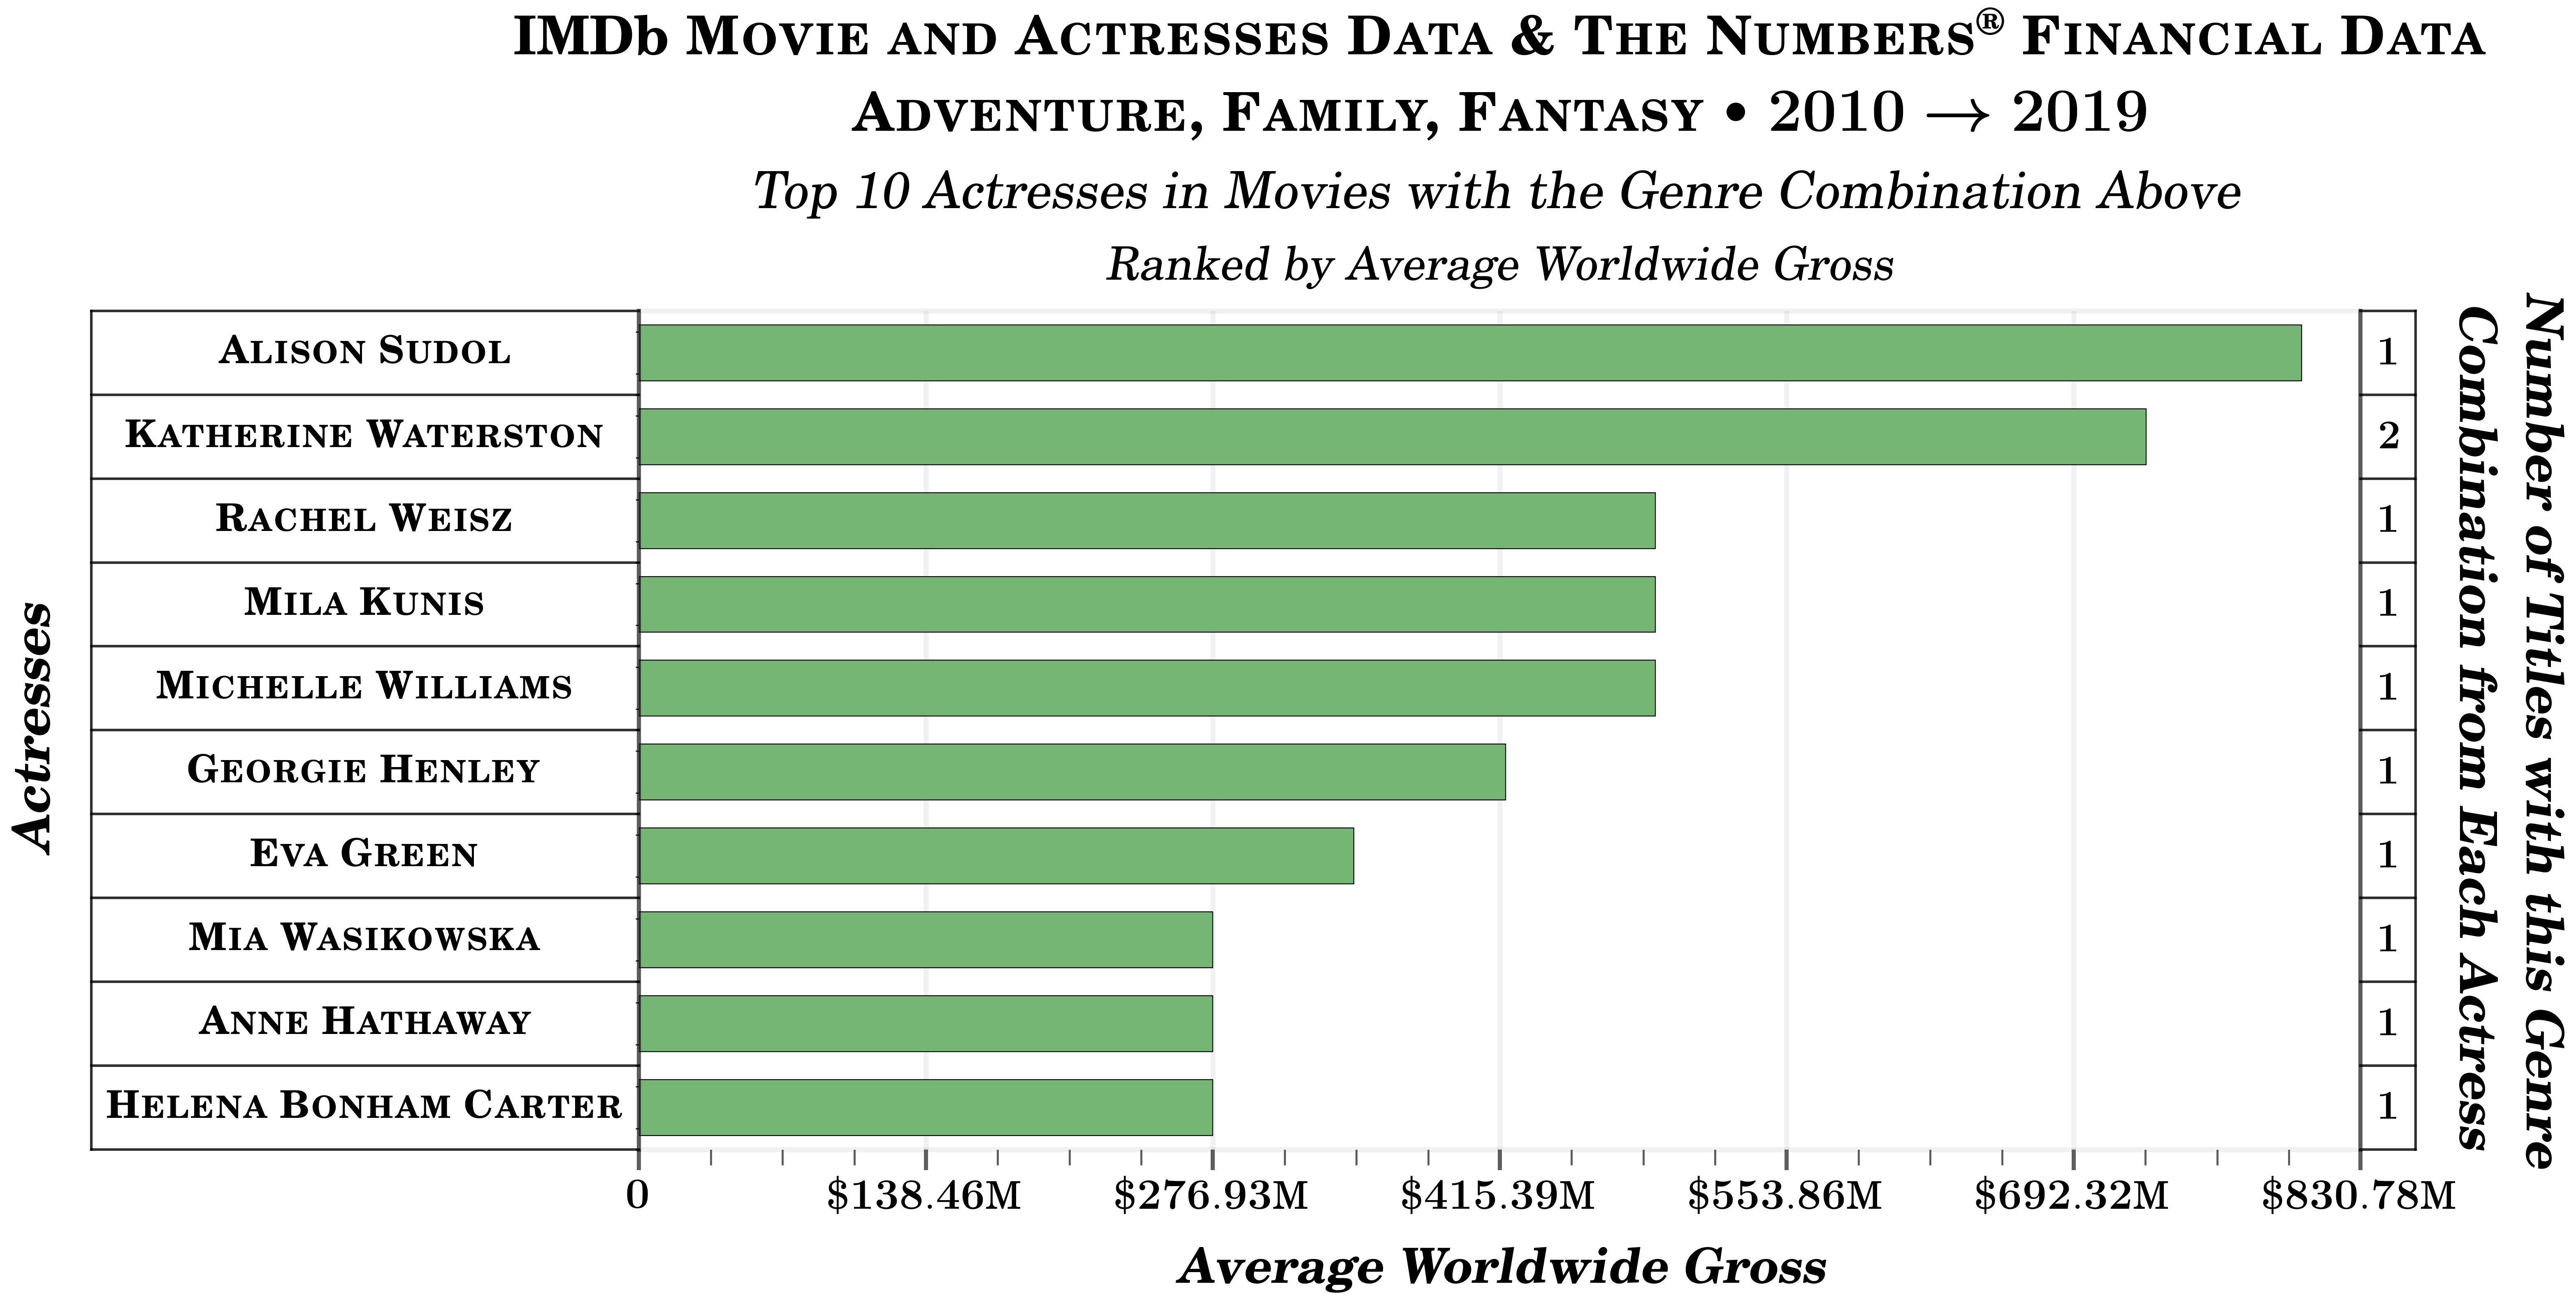 IMDb Movie and Actresses Data & The Numbers® Financial Data
Adventure, Family, Fantasy • 2010 → 2019
Top 10 Actresses in Movies with the Genre Combination Above
Ranked by Average Worldwide Gross
Actresses
Alison Sudol 1
Katherine Waterston 2
Rachel Weisz 1
Mila Kunis 1
Michelle Williams 1
Georgie Henley 1
Eva Green 1
Mia Wasikowska 1
Anne Hathaway 1
Helena Bonham Carter 1
Number of Titles with this Genre
Combination from Each Actress
0 $138.46M $276.93M $415.39M $553.86M $692.32M $830.78M
Average Worldwide Gross